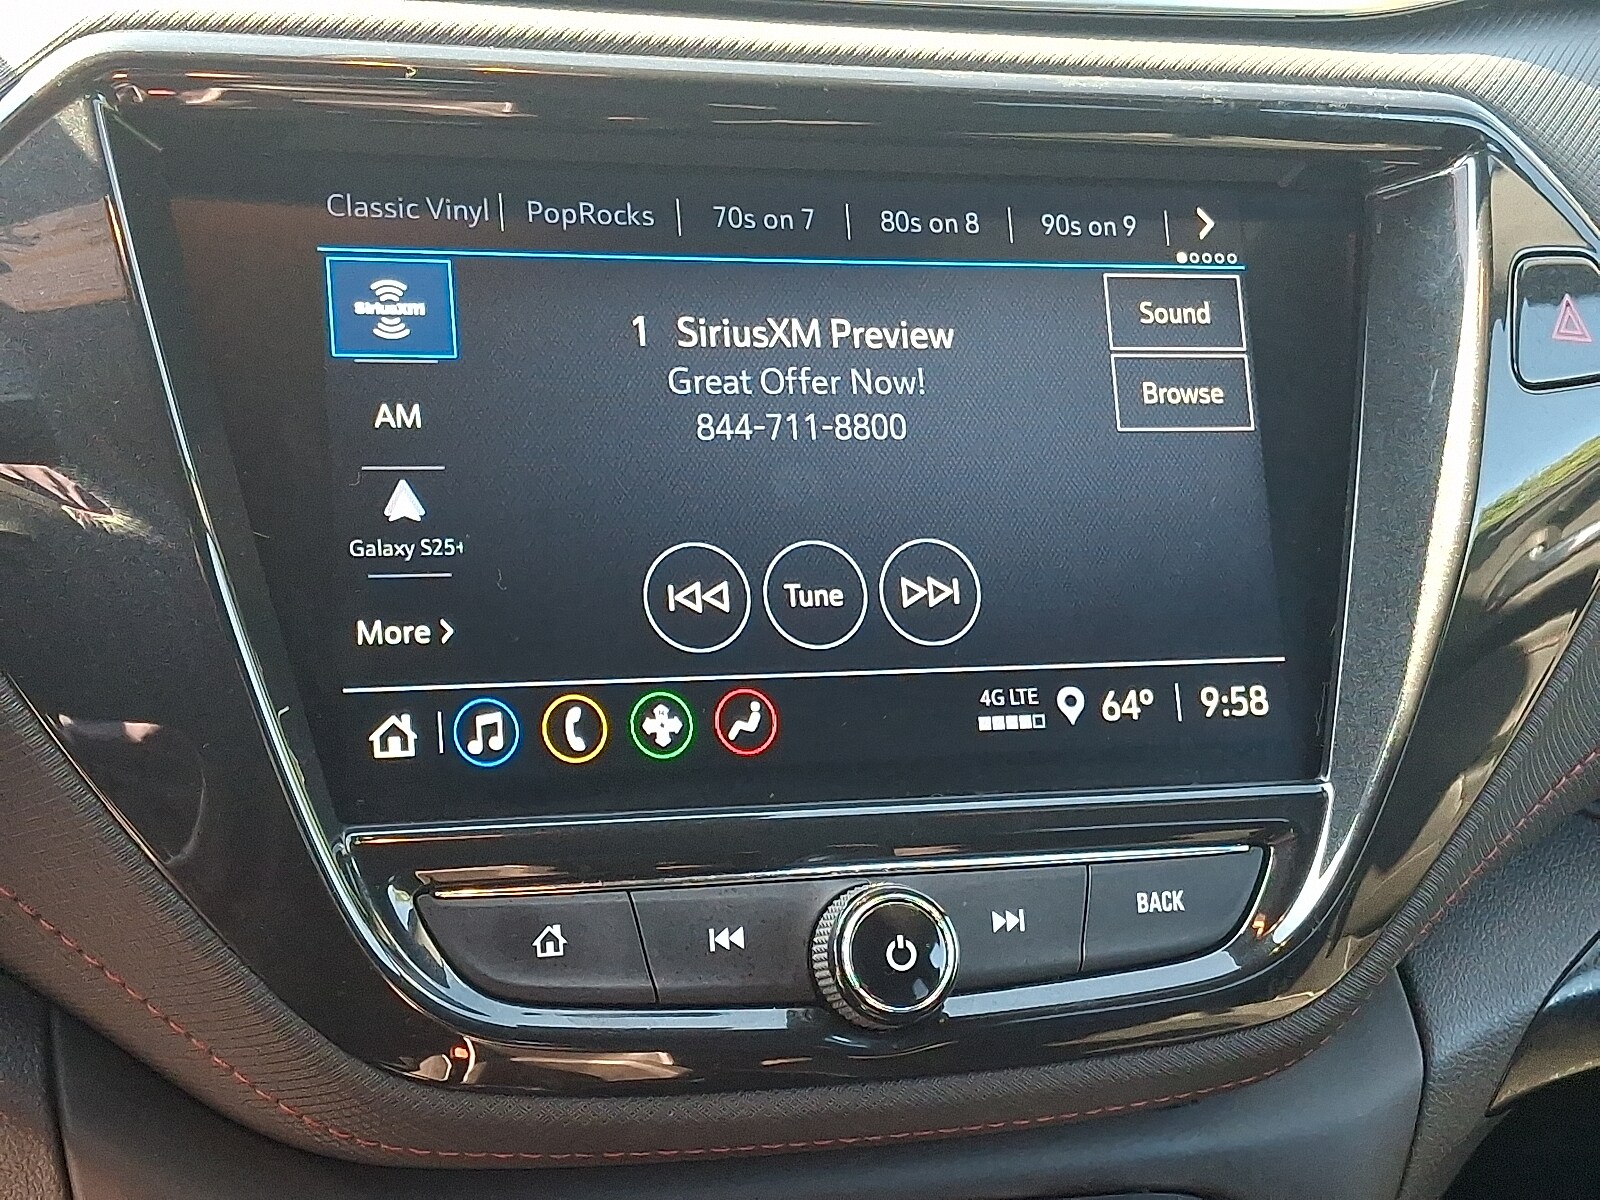 Classic Vinyl | PopRocks | 70s on 7 | 80s on 8 | 90s on 9 |
SiriusXM
1 SiriusXM Preview
Great Offer Now!
844-711-8800
Sound
Browse
AM
Galaxy S25+
More
Tune
4G LTE
64° | 9:58
BACK